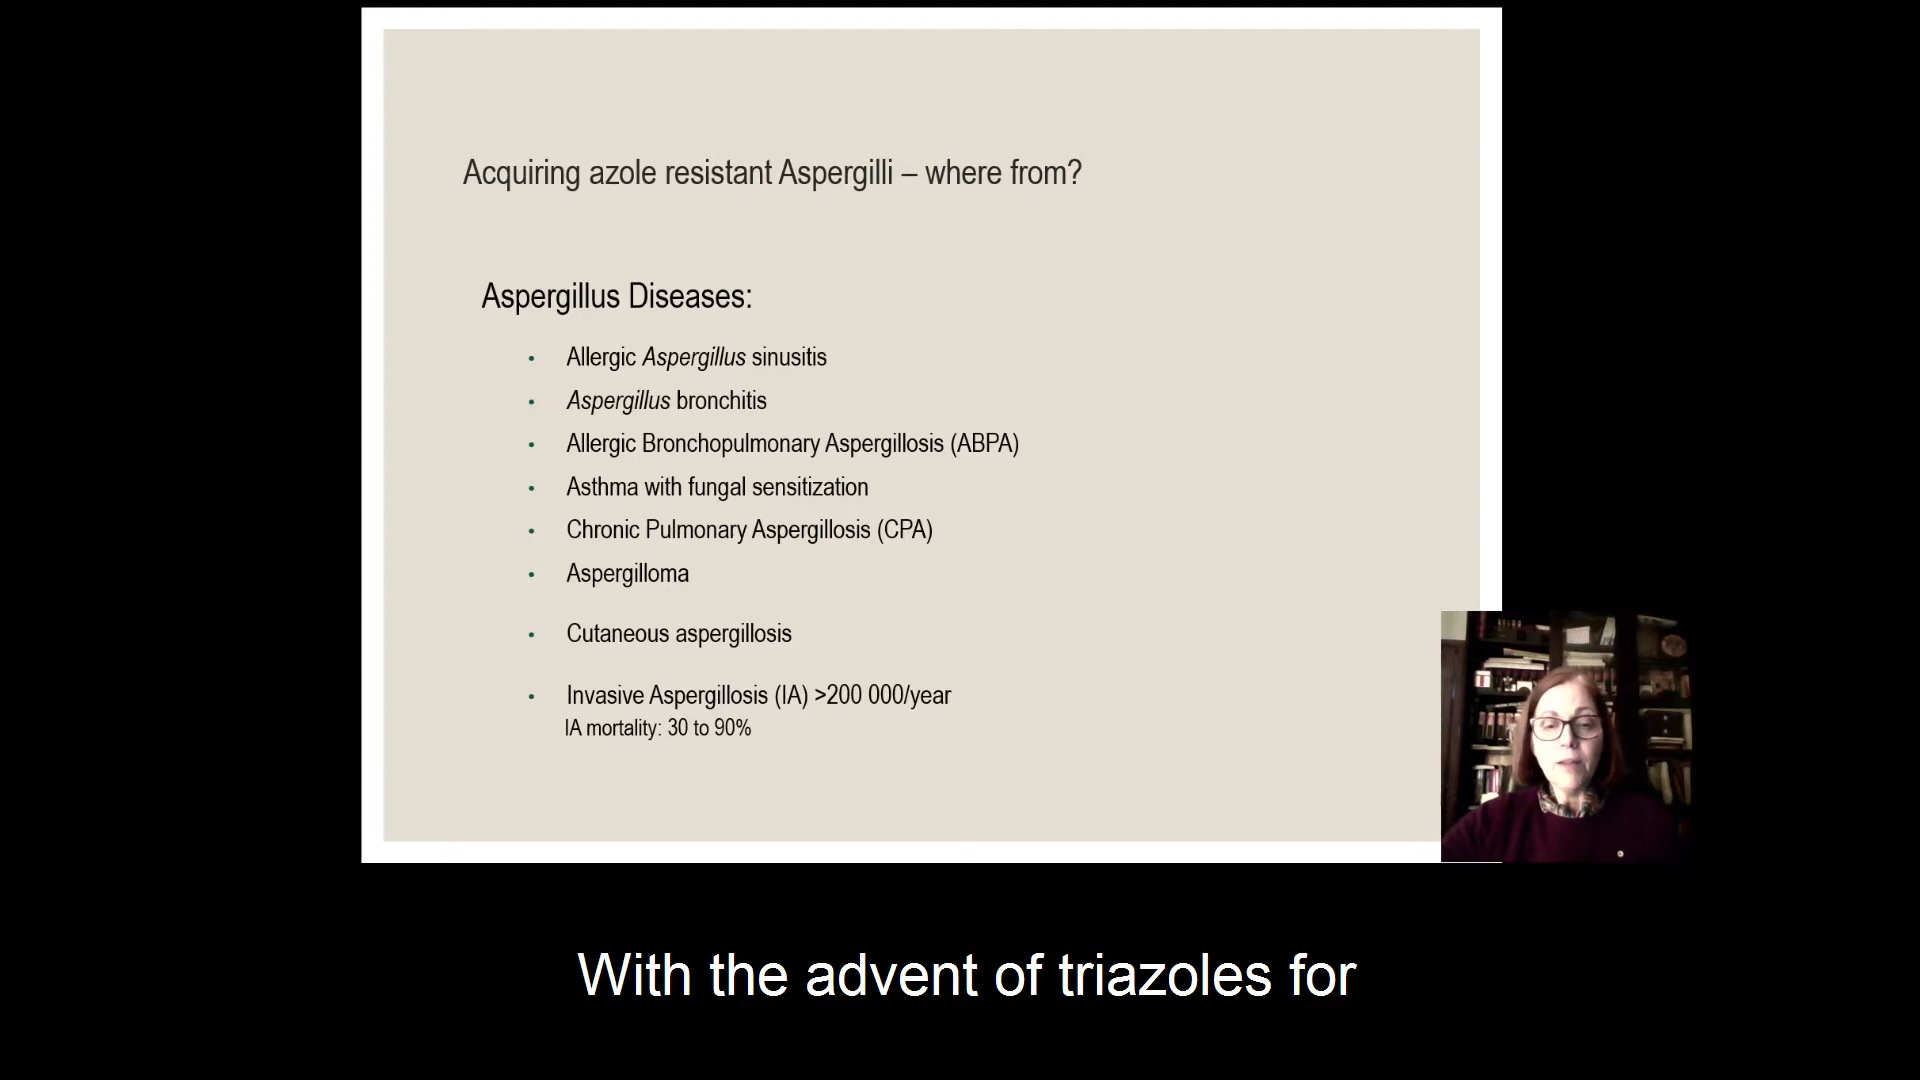 Acquiring azole resistant Aspergilli – where from?
Aspergillus Diseases:
• Allergic Aspergillus sinusitis
• Aspergillus bronchitis
• Allergic Bronchopulmonary Aspergillosis (ABPA)
• Asthma with fungal sensitization
• Chronic Pulmonary Aspergillosis (CPA)
• Aspergilloma
• Cutaneous aspergillosis
• Invasive Aspergillosis (IA) >200 000/year
IA mortality: 30 to 90%
With the advent of triazoles for